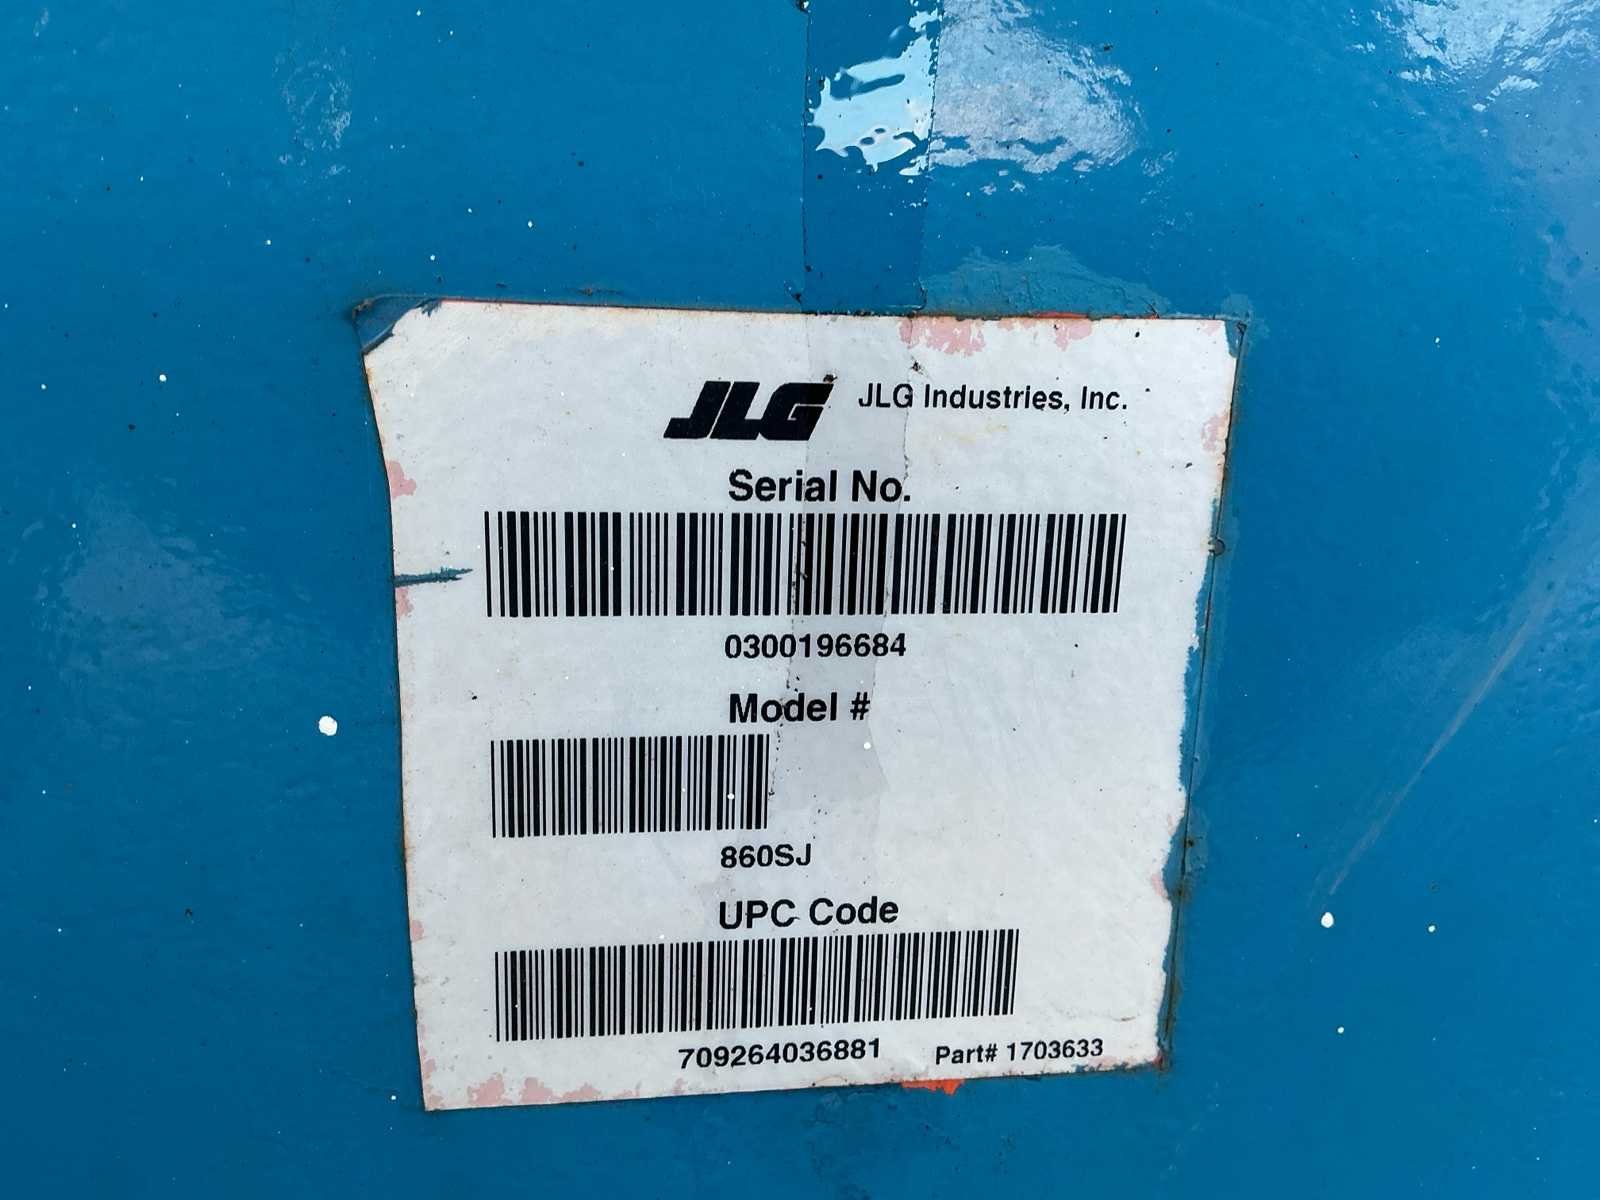 JLG JLG Industries, Inc.
Serial No.
0300196684
Model #
860SJ
UPC Code
709264036881 Part# 1703633